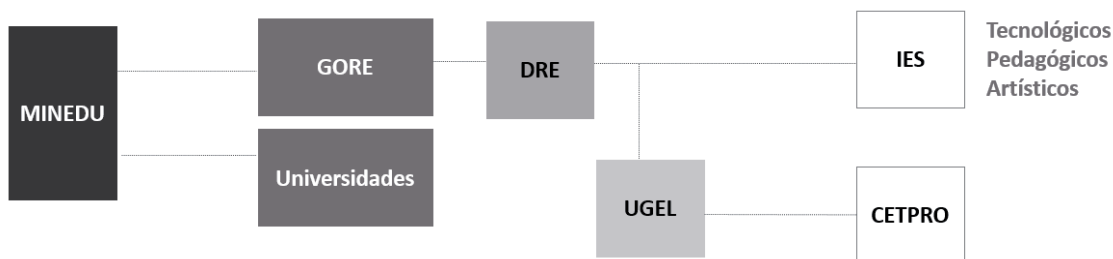 MINEDU
GORE
Universidades
DRE
UGEL
IES
Tecnológicos
Pedagógicos
Artísticos
CETPRO